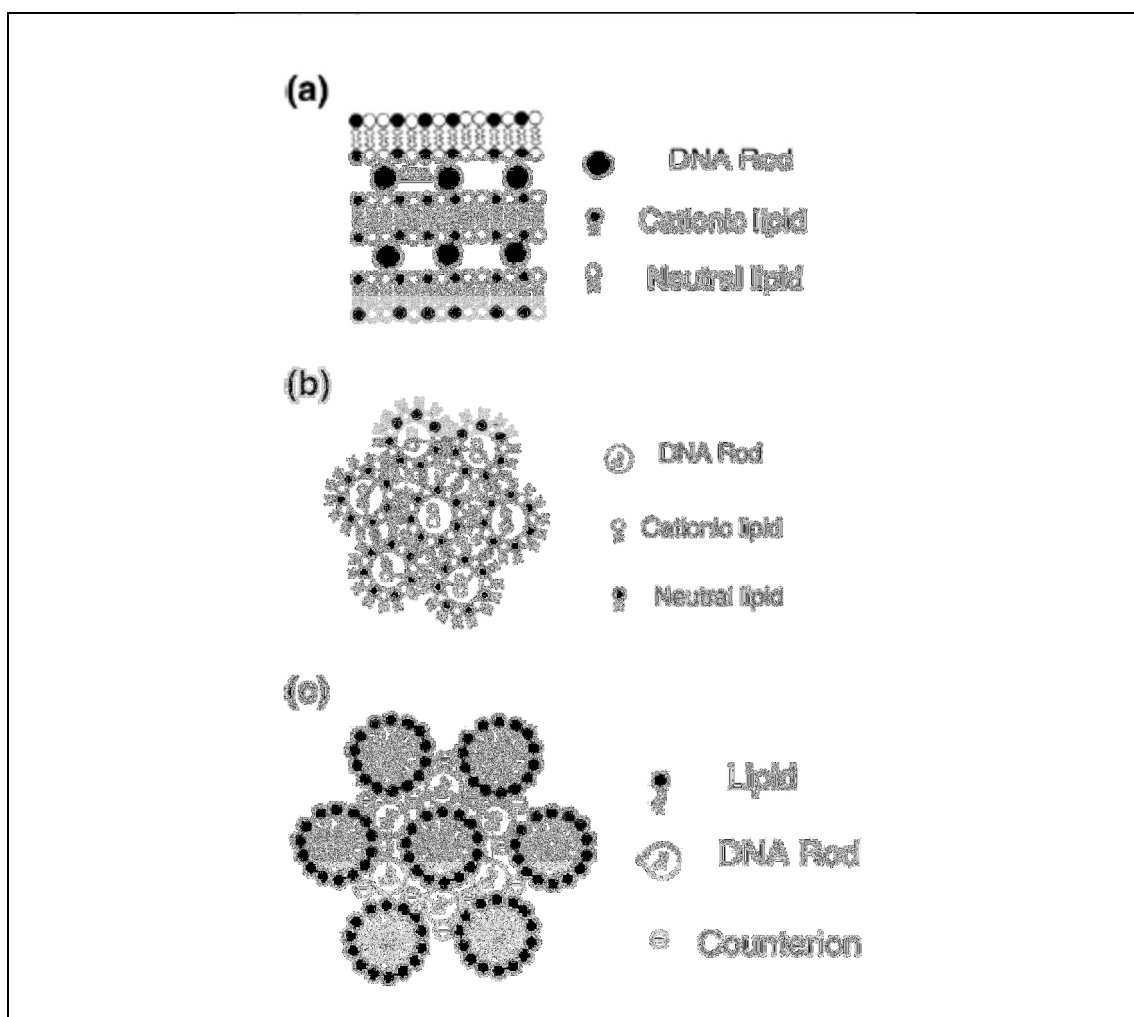 (a)
DNA Rod
Cationic lipid
Neutral lipid
(b)
DNA Rod
Cationic lipid
Neutral lipid
(c)
Lipid
DNA Rod
Counterion